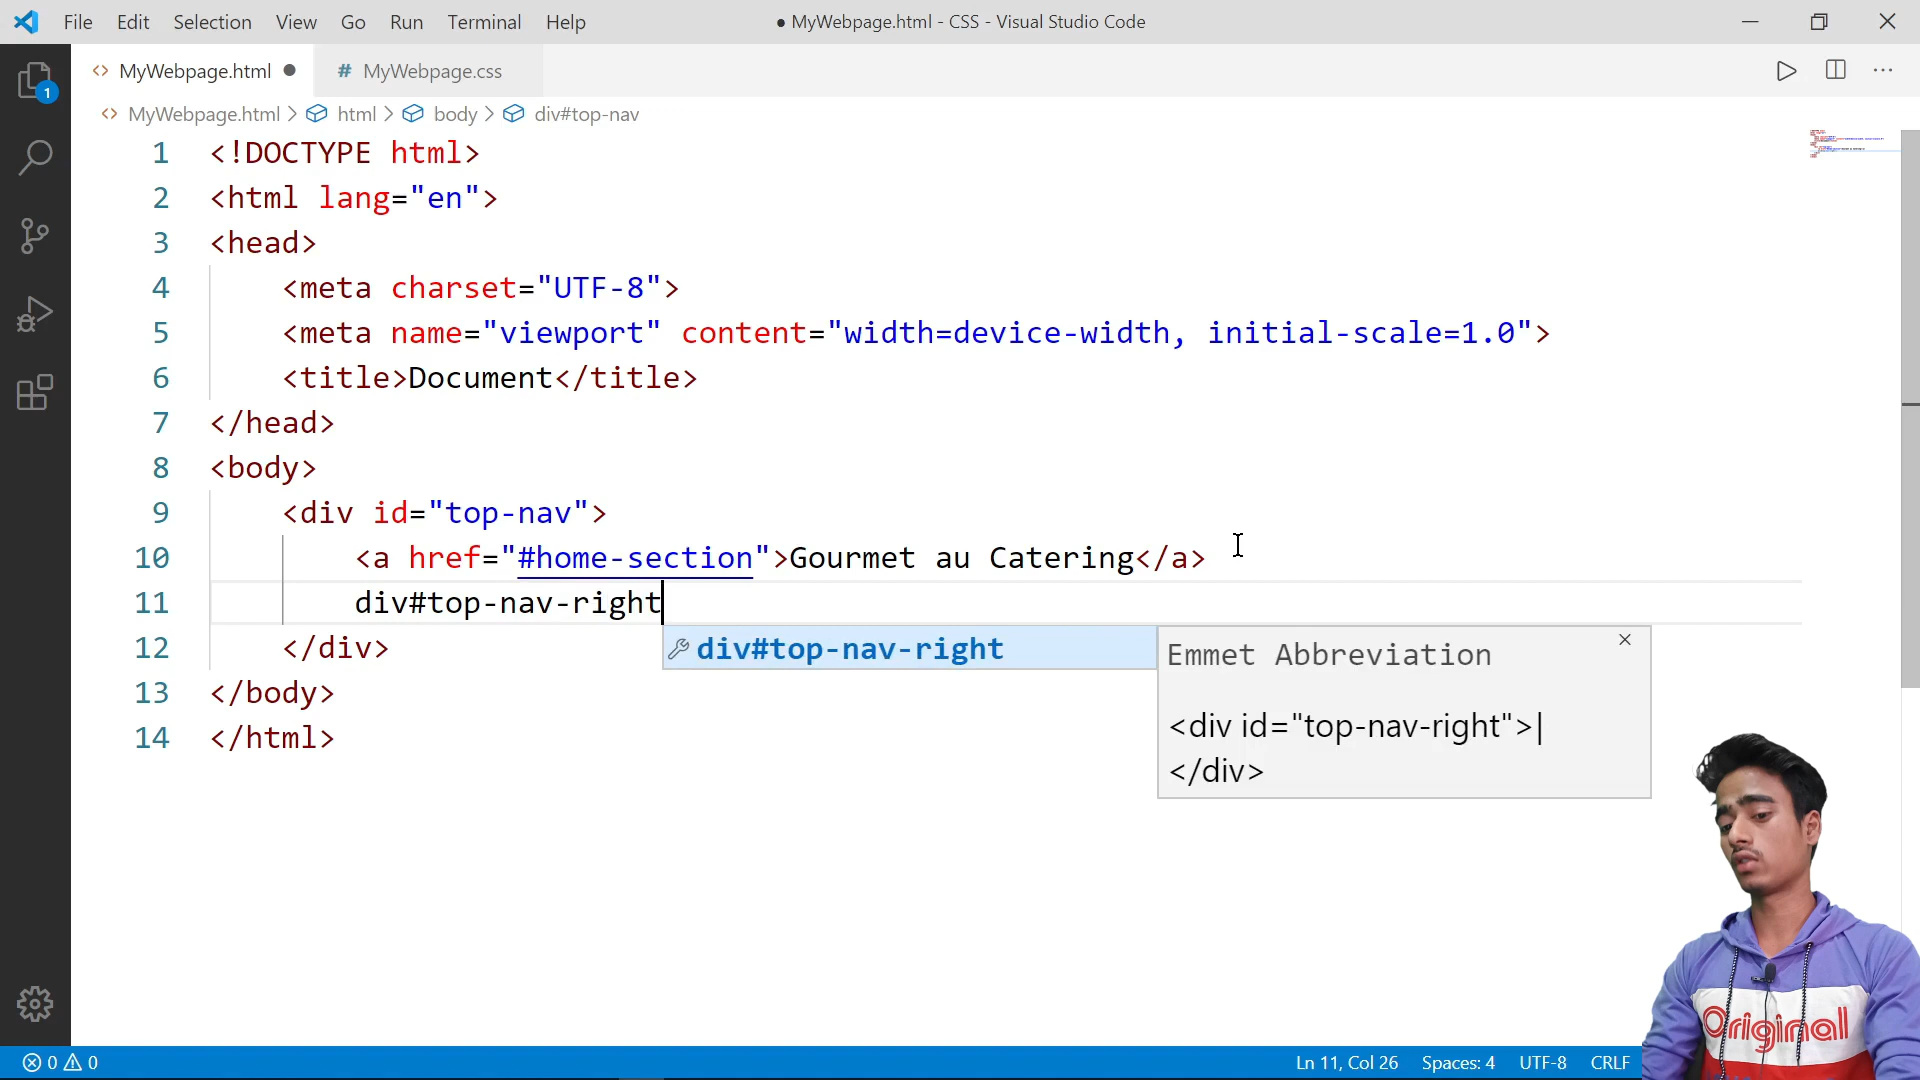 File Edit Selection View Go Run Terminal Help
● MyWebpage.html - CSS - Visual Studio Code
1
<> MyWebpage.html ●
# MyWebpage.css
<> MyWebpage.html > html > body > div#top-nav
1 <!DOCTYPE html>
2 <html lang="en">
3 <head>
4 <meta charset="UTF-8">
5 <meta name="viewport" content="width=device-width, initial-scale=1.0">
6 <title>Document</title>
7 </head>
8 <body>
9 <div id="top-nav">
10 <a href="#home-section">Gourmet au Catering</a>
11 div#top-nav-right
12 </div>
13 </body>
14 </html>
div#top-nav-right
Emmet Abbreviation
<div id="top-nav-right">|
</div>
Original
0 0
Ln 11, Col 26 Spaces: 4 UTF-8 CRLF